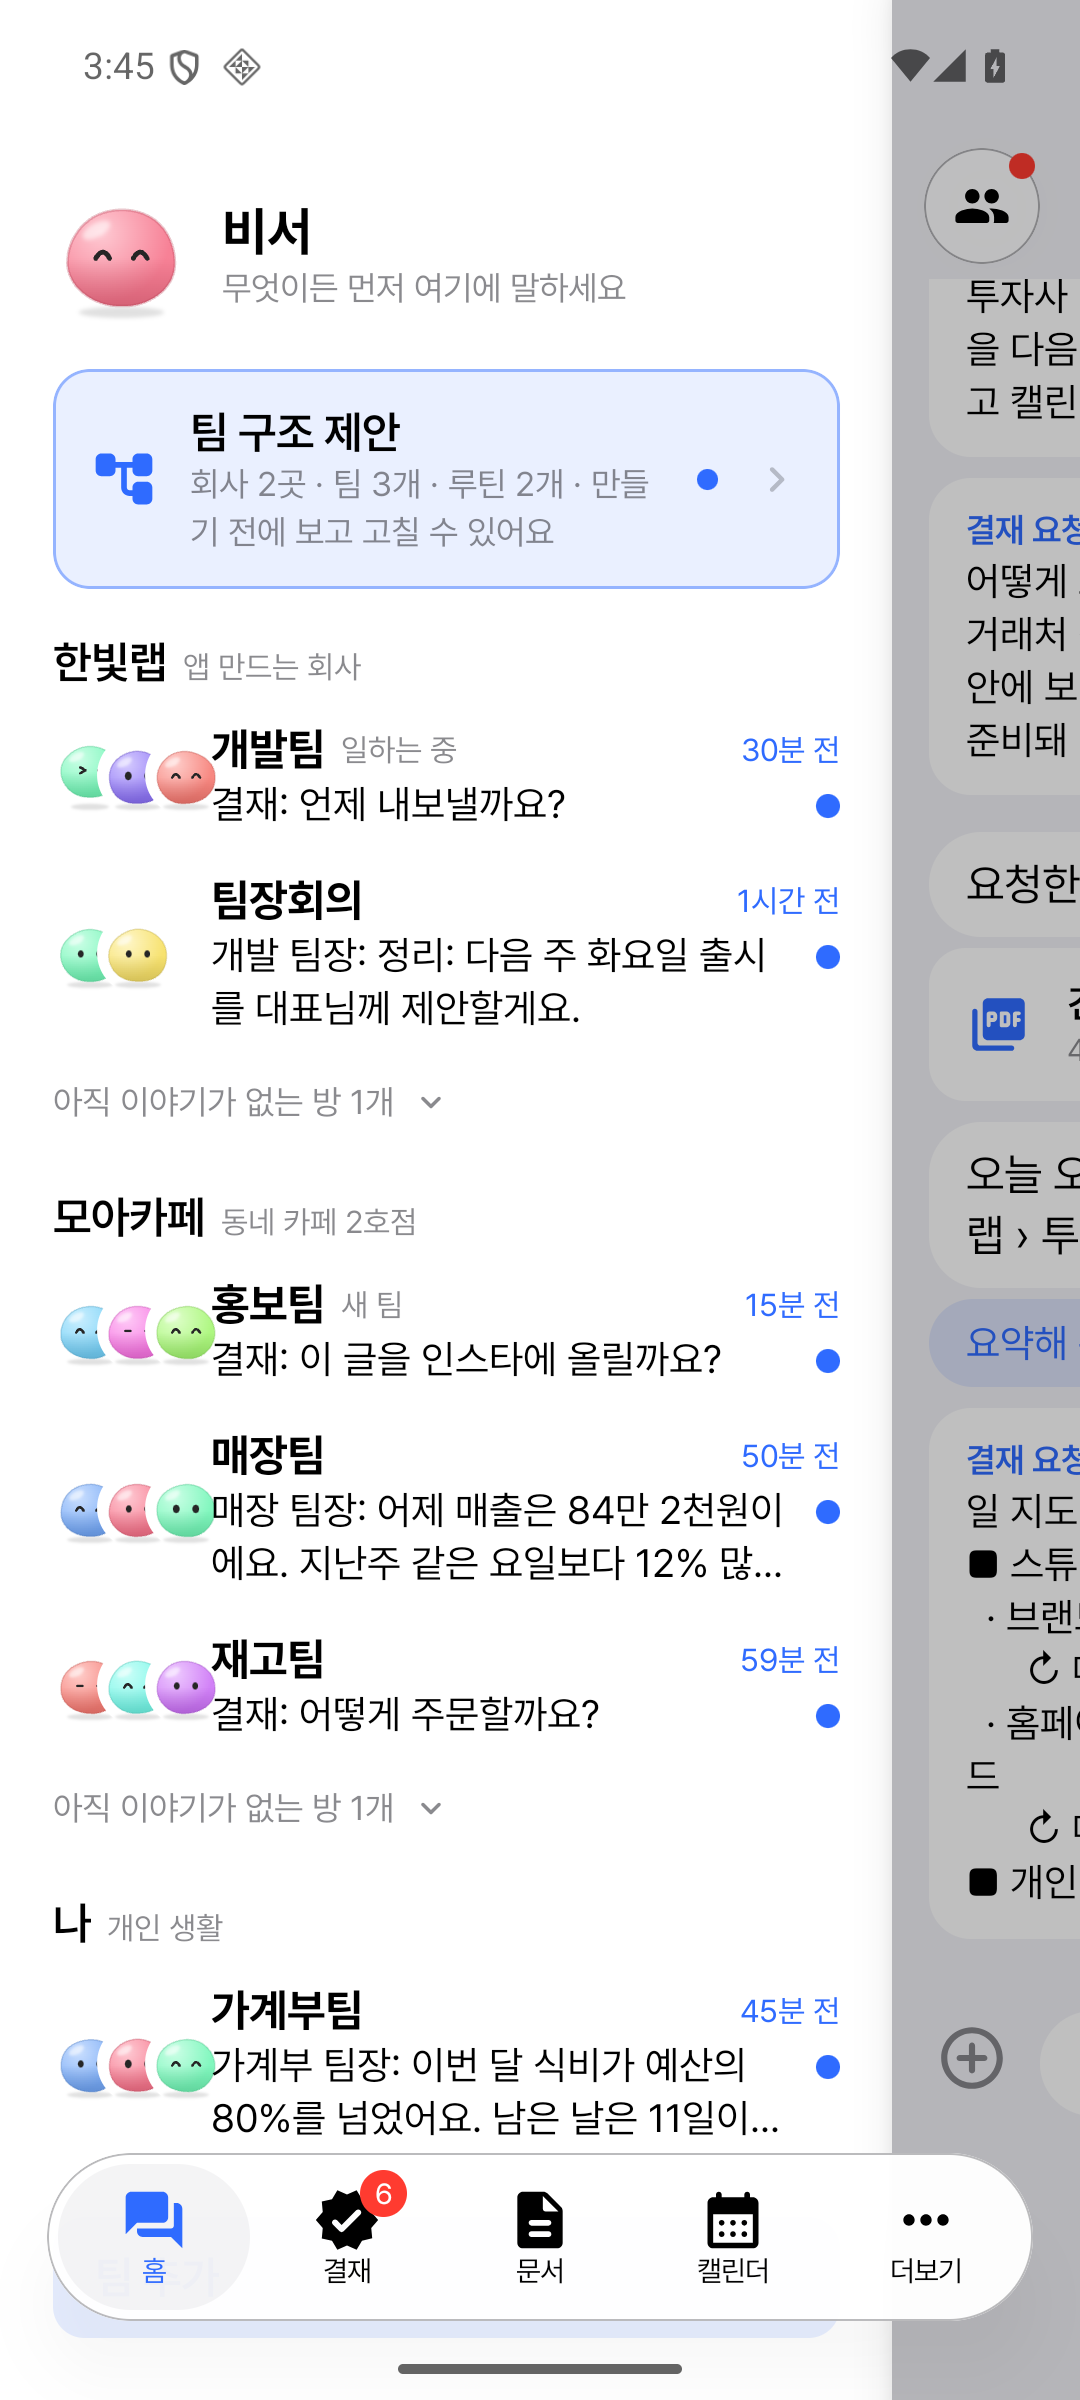 3:45
비서
무엇이든 먼저 여기에 말하세요
팀 구조 제안
회사 2곳 · 팀 3개 · 루틴 2개 · 만들
기 전에 보고 고칠 수 있어요
한빛랩 앱 만드는 회사
개발팀 일하는 중 30분 전
결재: 언제 내보낼까요?
팀장회의 1시간 전
개발 팀장: 정리: 다음 주 화요일 출시
를 대표님께 제안할게요.
아직 이야기가 없는 방 1개
모아카페 동네 카페 2호점
홍보팀 새 팀 15분 전
결재: 이 글을 인스타에 올릴까요?
매장팀 50분 전
매장 팀장: 어제 매출은 84만 2천원이
에요. 지난주 같은 요일보다 12% 많...
재고팀 59분 전
결재: 어떻게 주문할까요?
아직 이야기가 없는 방 1개
나 개인 생활
가계부팀 45분 전
가계부 팀장: 이번 달 식비가 예산의
80%를 넘었어요. 남은 날은 11일이...
홈
결재 6
문서
캘린더
더보기
투자사
을 다음
고 캘린
결재 요청
어떻게
거래처
안에 보
준비돼
요청한
PDF
오늘 오
랩 › 투
요약해
결재 요청
일 지도
■ 스튜
· 브랜드
↻
· 홈페이
드
↻
■ 개인